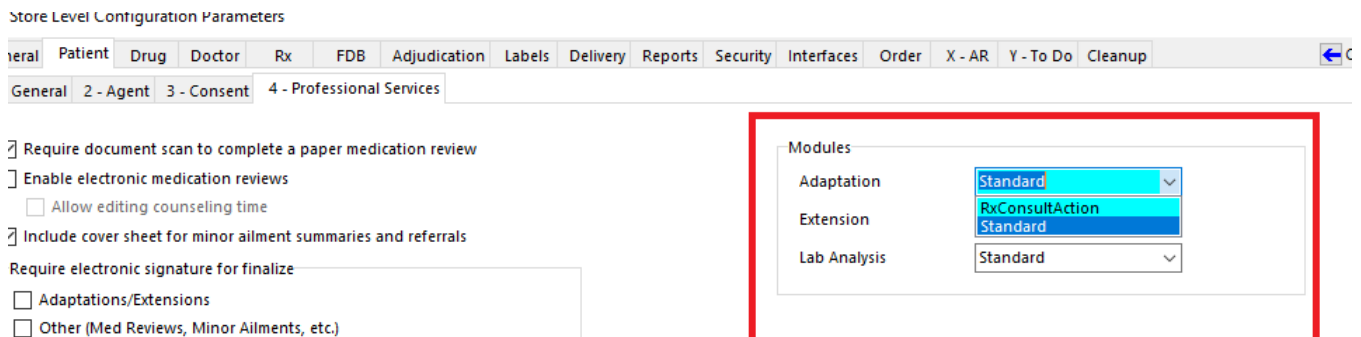 Store Level Configuration Parameters
neral Patient Drug Doctor Rx FDB Adjudication Labels Delivery Reports Security Interfaces Order X - AR Y - To Do Cleanup
General 2 - Agent 3 - Consent 4 - Professional Services
Require document scan to complete a paper medication review
Enable electronic medication reviews
Allow editing counseling time
Include cover sheet for minor ailment summaries and referrals
Require electronic signature for finalize
Adaptations/Extensions
Other (Med Reviews, Minor Ailments, etc.)
Modules
Adaptation Standard
RxConsultAction
Extension Standard
Lab Analysis Standard